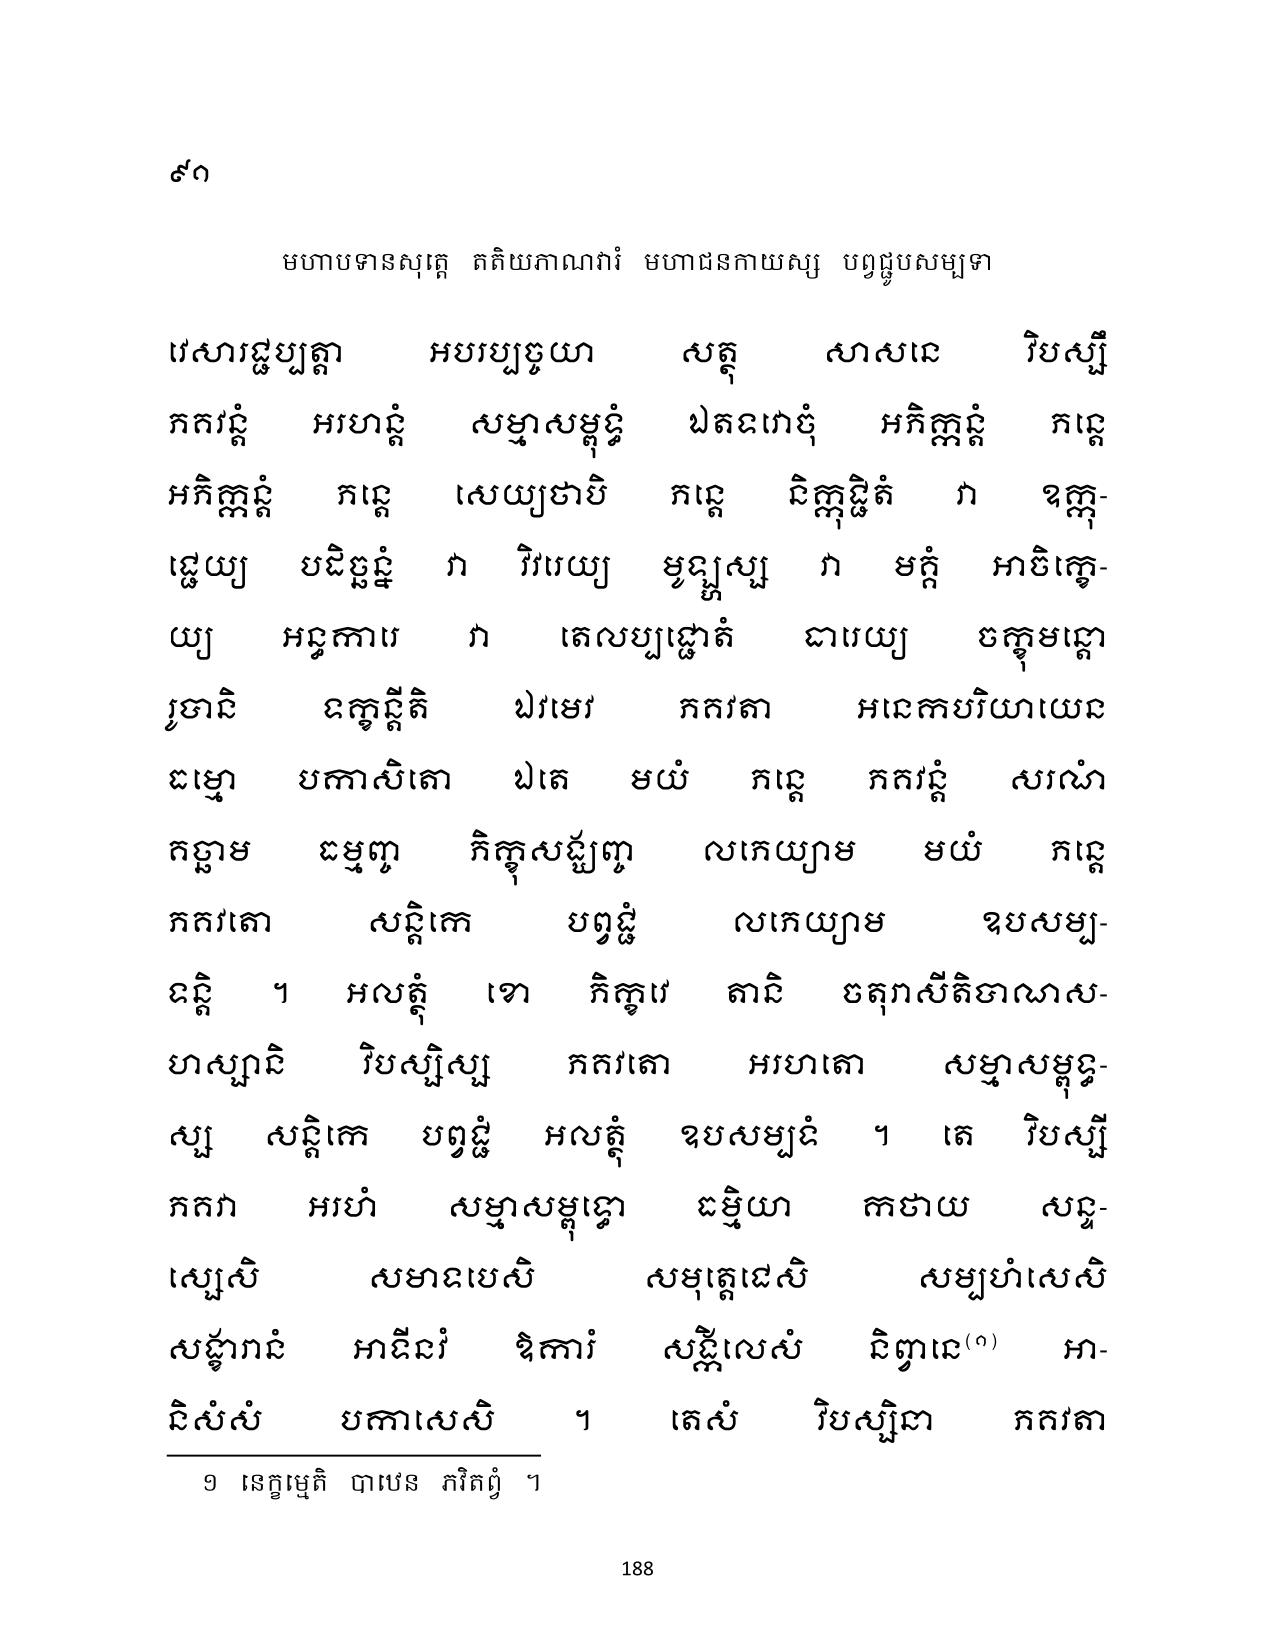 ៩១
មហាបទានសុត្តេ តតិយភាណវារំ មហាជនកាយស្ស បព្វជ្ជូបសម្បទា
វេសារជ្ជប្បត្តា អបរប្បច្ចយា សត្ថុ សាសនេ វិបស្សឹ
ភគវន្តំ អរហន្តំ សម្មាសម្ពុទ្ធំ ឯតទវោចុំ អភិក្កន្តំ ភន្តេ
អភិក្កន្តំ ភន្តេ សេយ្យថាបិ ភន្តេ និក្កុជ្ជិតំ វា ឧក្កុ-
ជ្ជេយ្យ បដិច្ឆន្នំ វា វិវរេយ្យ មូឡ្ហស្ស វា មគ្គំ អាចិក្ខេ-
យ្យ អន្ធការេ វា តេលប្បជ្ជោតំ ធារេយ្យ ចក្ខុមន្តោ
រូបានិ ទក្ខន្តីតិ ឯវមេវ ភគវតា អនេកបរិយាយេន
ធម្មោ បកាសិតោ ឯតេ មយំ ភន្តេ ភគវន្តំ សរណំ
គច្ឆាម ធម្មញ្ច ភិក្ខុសង្ឃញ្ច លភេយ្យាម មយំ ភន្តេ
ភគវតោ សន្តិកេ បព្វជ្ជំ លភេយ្យាម ឧបសម្ប-
ទន្តិ ។ អលត្ថុំ ខោ ភិក្ខវេ តានិ ចតុរាសីតិបាណស-
ហស្សានិ វិបស្សិស្ស ភគវតោ អរហតោ សម្មាសម្ពុទ្ធ-
ស្ស សន្តិកេ បព្វជ្ជំ អលត្ថុំ ឧបសម្បទំ ។ តេ វិបស្សី
ភគវា អរហំ សម្មាសម្ពុទ្ធោ ធម្មិយា កថាយ សន្ទ-
ស្សេសិ សមាទបេសិ សមុត្តេជេសិ សម្បហំសេសិ
សង្ខារានំ អាទីនវំ ឱការំ សង្កិលេសំ និព្វានេ(១) អា-
និសំសំ បកាសេសិ ។ តេសំ វិបស្សិនា ភគវតា
១ នេក្ខម្មេតិ បាឋេន ភវិតព្វំ ។
188